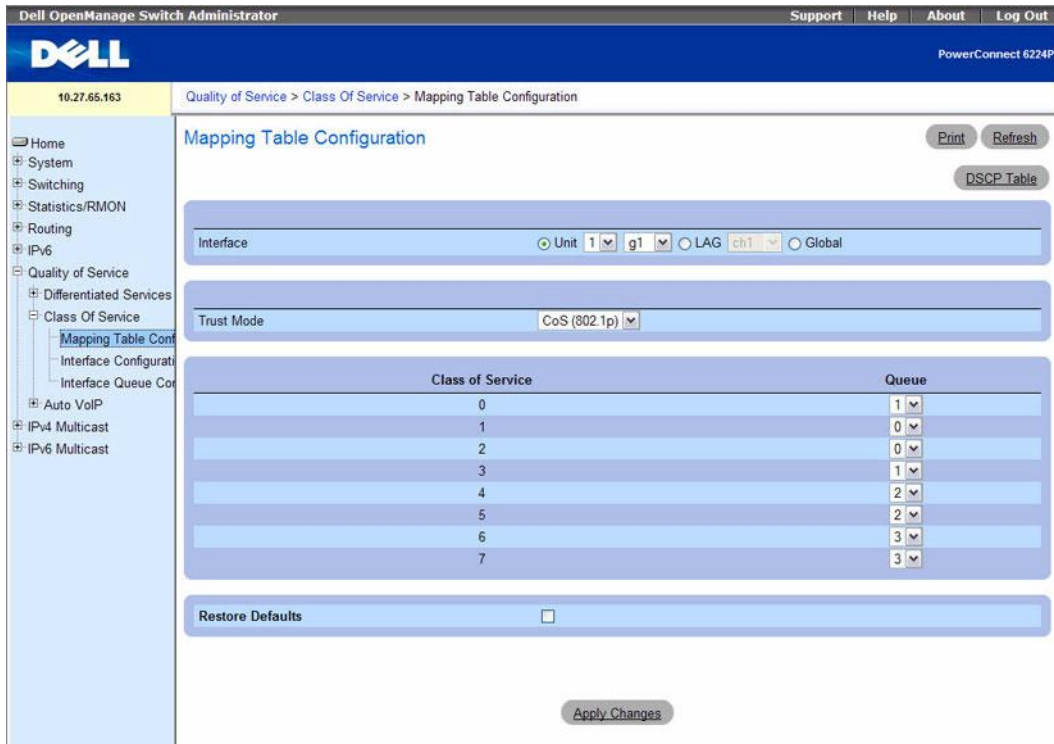 Dell OpenManage Switch Administrator
Support Help About Log Out
DELL
PowerConnect 6224P
10.27.65.163
Quality of Service > Class Of Service > Mapping Table Configuration
Home
System
Switching
Statistics/RMON
Routing
IPv6
Quality of Service
Differentiated Services
Class Of Service
Mapping Table Conf
Interface Configurati
Interface Queue Cor
Auto VoIP
IPv4 Multicast
IPv6 Multicast
Mapping Table Configuration
Print Refresh
DSCP Table
Interface Unit 1 g1 LAG ch1 Global
Trust Mode CoS (802.1p)
Class of Service Queue
0 1
1 0
2 0
3 1
4 2
5 2
6 3
7 3
Restore Defaults
Apply Changes